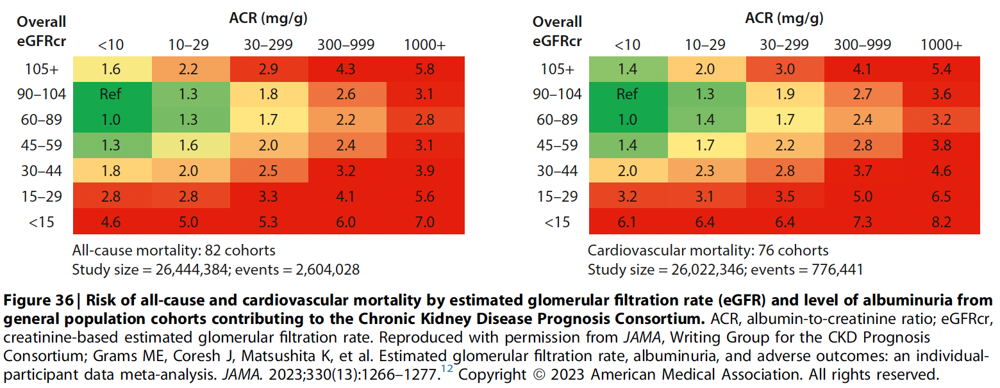 Overall eGFRcr ACR (mg/g)
<10 10–29 30–299 300–999 1000+
105+ 1.6 2.2 2.9 4.3 5.8
90–104 Ref 1.3 1.8 2.6 3.1
60–89 1.0 1.3 1.7 2.2 2.8
45–59 1.3 1.6 2.0 2.4 3.1
30–44 1.8 2.0 2.5 3.2 3.9
15–29 2.8 2.8 3.3 4.1 5.6
<15 4.6 5.0 5.3 6.0 7.0
All-cause mortality: 82 cohorts
Study size = 26,444,384; events = 2,604,028
Overall eGFRcr ACR (mg/g)
<10 10–29 30–299 300–999 1000+
105+ 1.4 2.0 3.0 4.1 5.4
90–104 Ref 1.3 1.9 2.7 3.6
60–89 1.0 1.4 1.7 2.4 3.2
45–59 1.4 1.7 2.2 2.8 3.8
30–44 2.0 2.3 2.8 3.7 4.6
15–29 3.2 3.1 3.5 5.0 6.5
<15 6.1 6.4 6.4 7.3 8.2
Cardiovascular mortality: 76 cohorts
Study size = 26,022,346; events = 776,441
Figure 36 | Risk of all-cause and cardiovascular mortality by estimated glomerular filtration rate (eGFR) and level of albuminuria from
general population cohorts contributing to the Chronic Kidney Disease Prognosis Consortium. ACR, albumin-to-creatinine ratio; eGFRcr,
creatinine-based estimated glomerular filtration rate. Reproduced with permission from JAMA, Writing Group for the CKD Prognosis
Consortium; Grams ME, Coresh J, Matsushita K, et al. Estimated glomerular filtration rate, albuminuria, and adverse outcomes: an individual-
participant data meta-analysis. JAMA. 2023;330(13):1266–1277.12 Copyright © 2023 American Medical Association. All rights reserved.